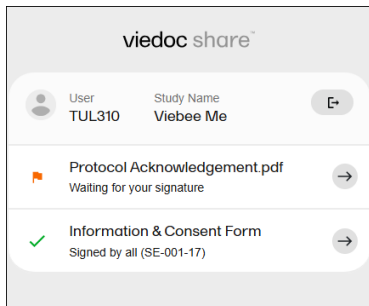 viedoc share™
User Study Name
TUL310 Viebee Me
Protocol Acknowledgement.pdf
Waiting for your signature
Information & Consent Form
Signed by all (SE-001-17)